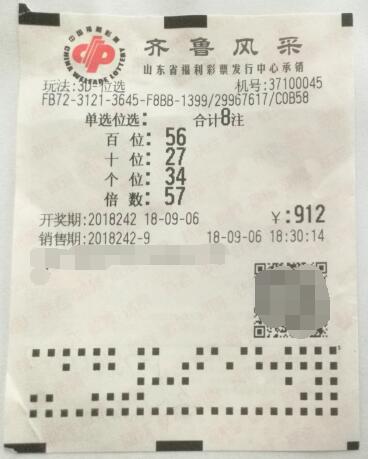 中国福利彩票
CHINA WELFARE LOTTERY
齐鲁风采
山东省福利彩票发行中心承销
玩法:3D-位选 机号:37100045
FB72-3121-3645-F8BB-1399/29967617/C0B58
单选位选: 合计8注
百 位: 56
十 位: 27
个 位: 34
倍 数: 57
开奖期:2018242 18-09-06 ¥:912
销售期:2018242-9 18-09-06 18:30:14